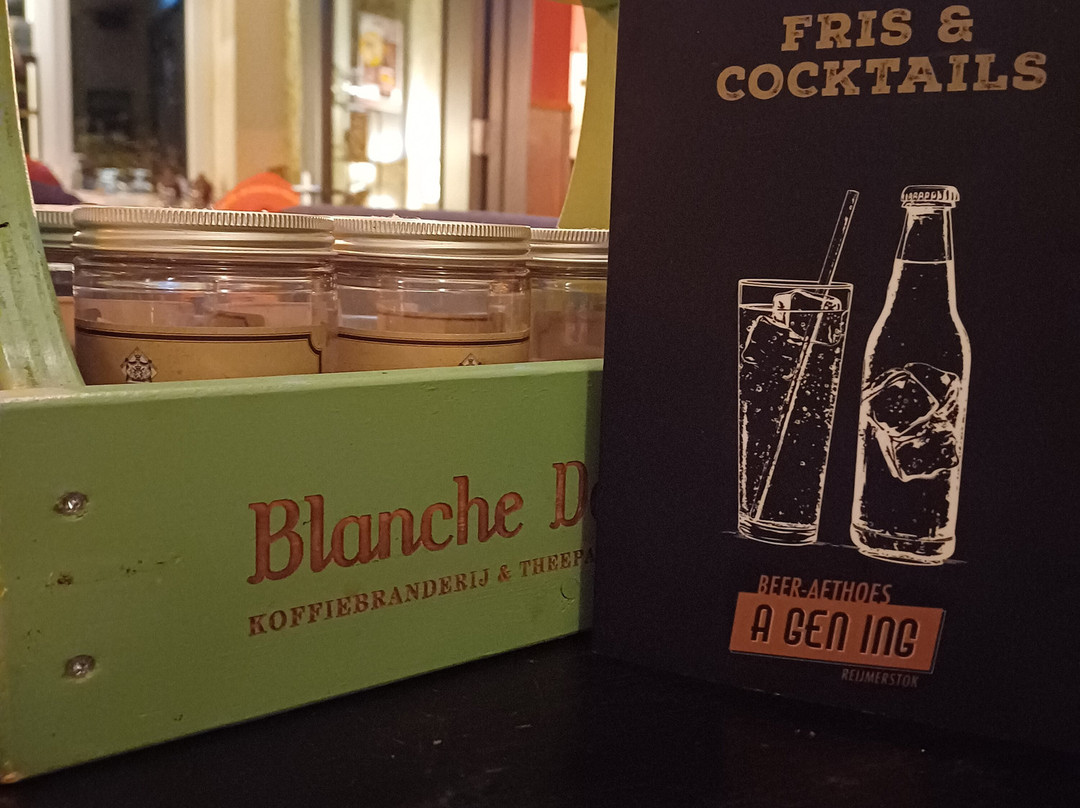 Blanche D
KOFFIEBRANDERIJ & THEEPA
FRIS &
COCKTAILS
BEER-AETHOES
A GEN ING
REIJMERSTOK